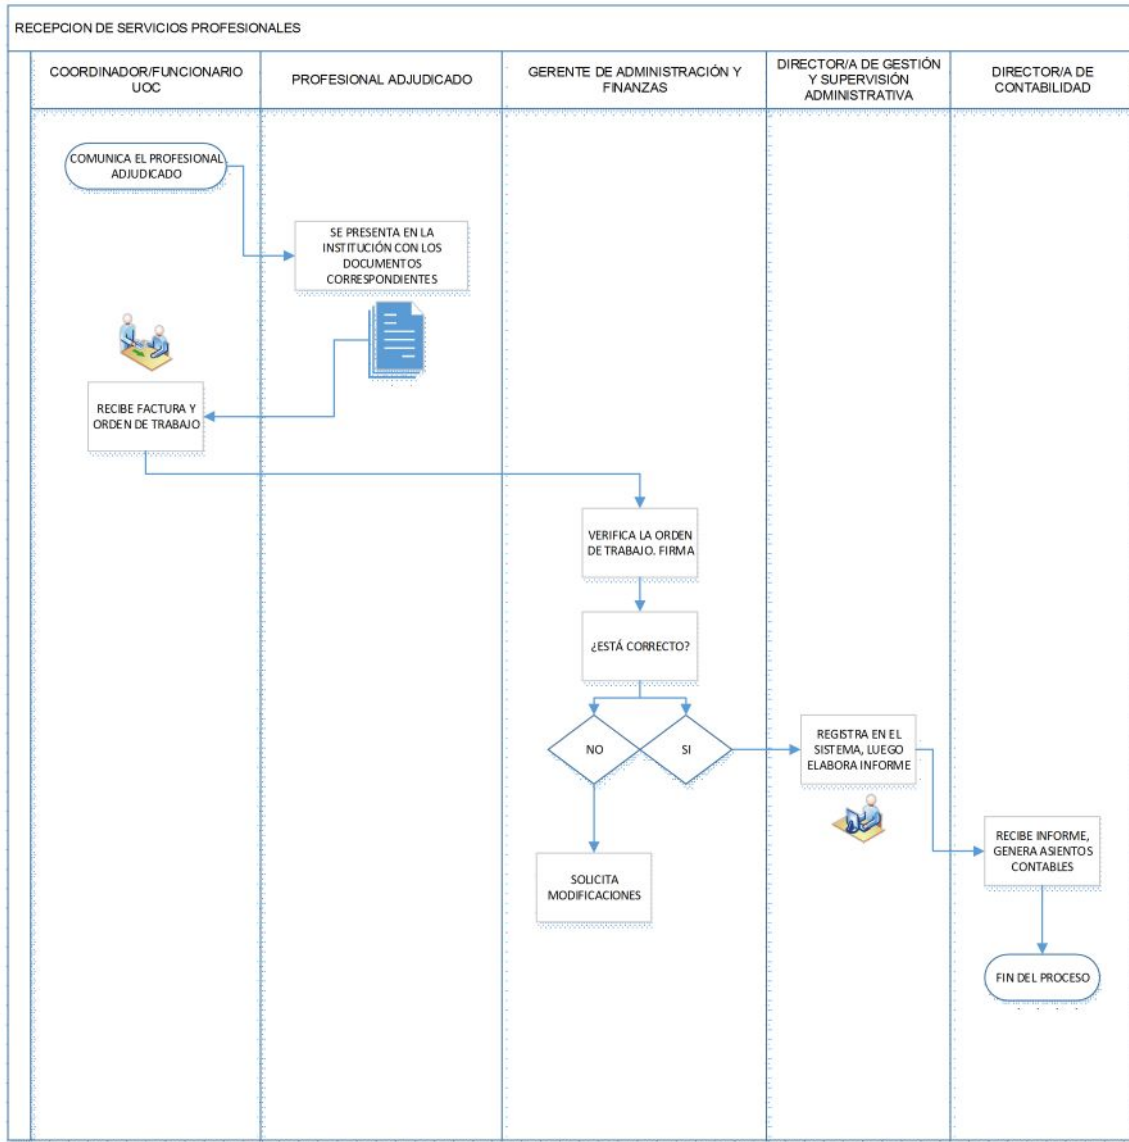 RECEPCION DE SERVICIOS PROFESIONALES
COORDINADOR/FUNCIONARIO
UOC
PROFESIONAL ADJUDICADO
GERENTE DE ADMINISTRACIÓN Y
FINANZAS
DIRECTOR/A DE GESTIÓN
Y SUPERVISIÓN
ADMINISTRATIVA
DIRECTOR/A DE
CONTABILIDAD
COMUNICA EL PROFESIONAL
ADJUDICADO
SE PRESENTA EN LA
INSTITUCIÓN CON LOS
DOCUMENTOS
CORRESPONDIENTES
RECIBE FACTURA Y
ORDEN DE TRABAJO
VERIFICA LA ORDEN
DE TRABAJO. FIRMA
¿ESTÁ CORRECTO?
NO
SI
REGISTRA EN EL
SISTEMA, LUEGO
ELABORA INFORME
RECIBE INFORME,
GENERA ASIENTOS
CONTABLES
SOLICITA
MODIFICACIONES
FIN DEL PROCESO